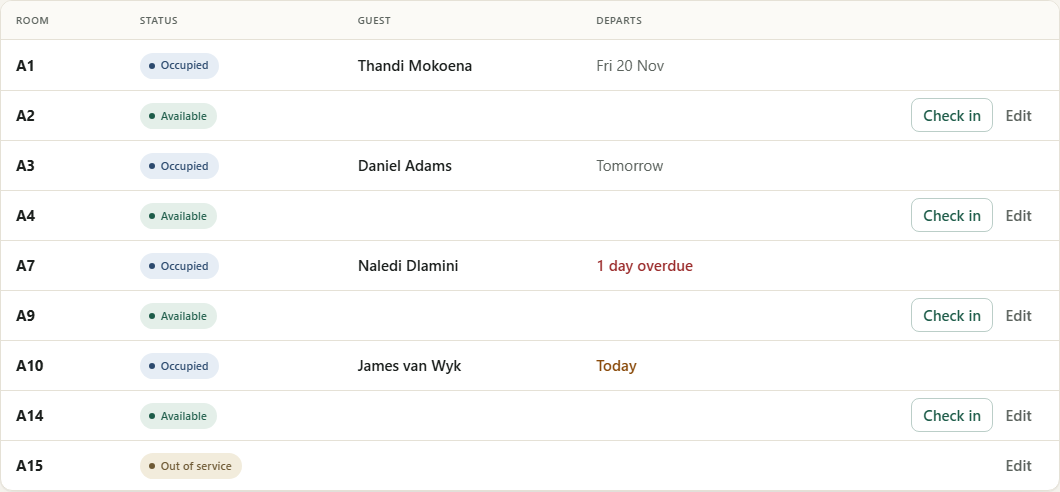 ROOM STATUS GUEST DEPARTS
A1 Occupied Thandi Mokoena Fri 20 Nov
A2 Available Check in Edit
A3 Occupied Daniel Adams Tomorrow
A4 Available Check in Edit
A7 Occupied Naledi Dlamini 1 day overdue
A9 Available Check in Edit
A10 Occupied James van Wyk Today
A14 Available Check in Edit
A15 Out of service Edit